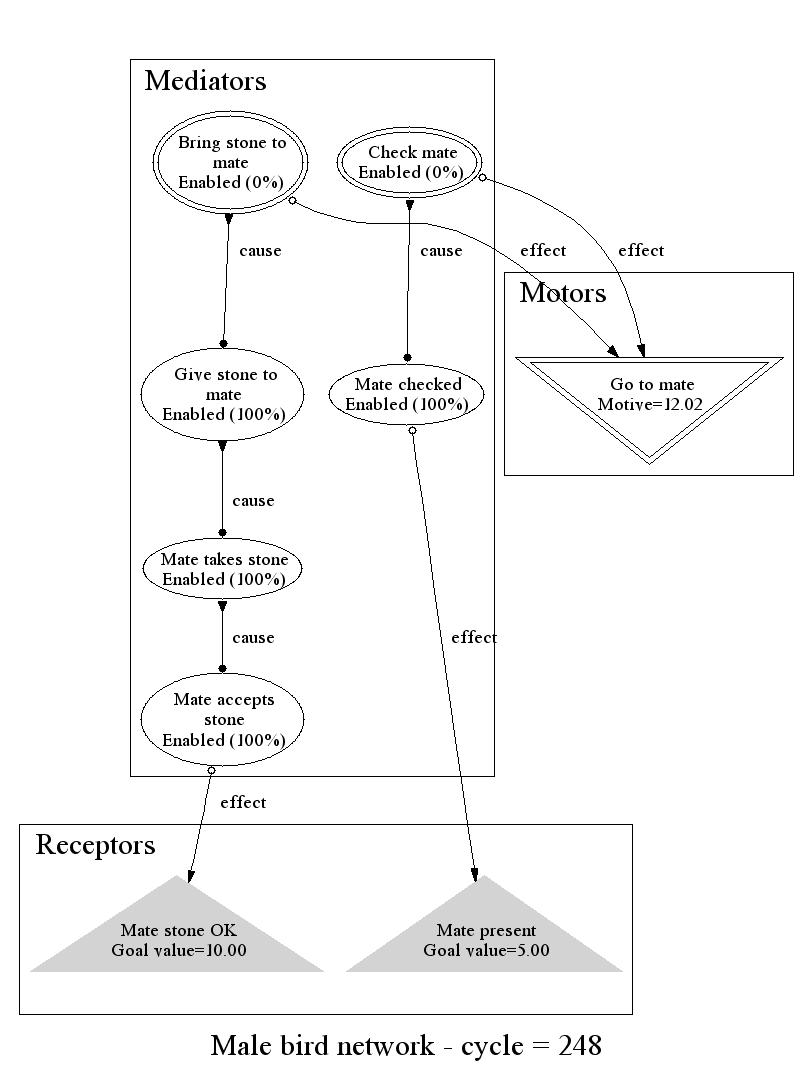 Mediators
Bring stone to
mate
Enabled (0%)
Check mate
Enabled (0%)
cause
cause
effect
effect
Motors
Go to mate
Motive=12.02
Give stone to
mate
Enabled (100%)
Mate checked
Enabled (100%)
cause
Mate takes stone
Enabled (100%)
cause
effect
Mate accepts
stone
Enabled (100%)
effect
Receptors
Mate stone OK
Goal value=10.00
Mate present
Goal value=5.00
Male bird network - cycle = 248